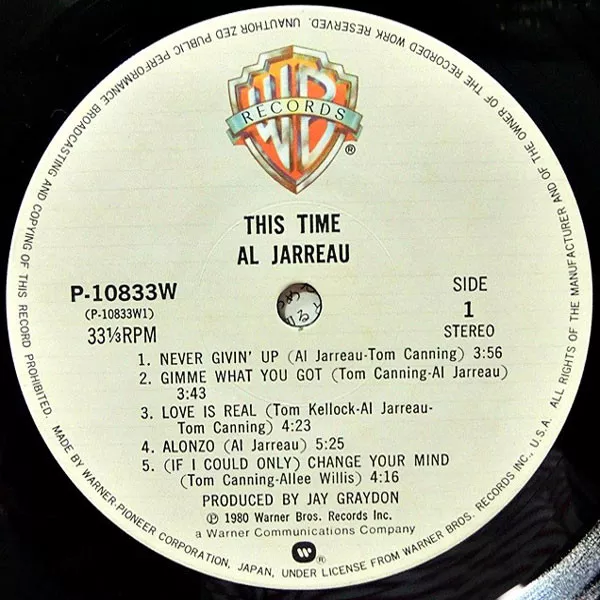 ALL RIGHTS OF THE MANUFACTURER AND OF THE OWNER OF THE RECORDED WORK RESERVED. UNAUTHORIZED PUBLIC PERFORMANCE, BROADCASTING AND COPYING OF THIS RECORD PROHIBITED.
WB
RECORDS
®
THIS TIME
AL JARREAU
P-10833W
(P-10833W1)
33⅓RPM
SIDE
1
STEREO
1. NEVER GIVIN' UP (Al Jarreau-Tom Canning) 3:56
2. GIMME WHAT YOU GOT (Tom Canning-Al Jarreau)
3:43
3. LOVE IS REAL (Tom Kellock-Al Jarreau-
Tom Canning) 4:23
4. ALONZO (Al Jarreau) 5:25
5. (IF I COULD ONLY) CHANGE YOUR MIND
(Tom Canning-Allee Willis) 4:16
PRODUCED BY JAY GRAYDON
℗ 1980 Warner Bros. Records Inc.
a Warner Communications Company
®
MADE BY WARNER-PIONEER CORPORATION, JAPAN, UNDER LICENSE FROM WARNER BROS. RECORDS INC., U.S.A.